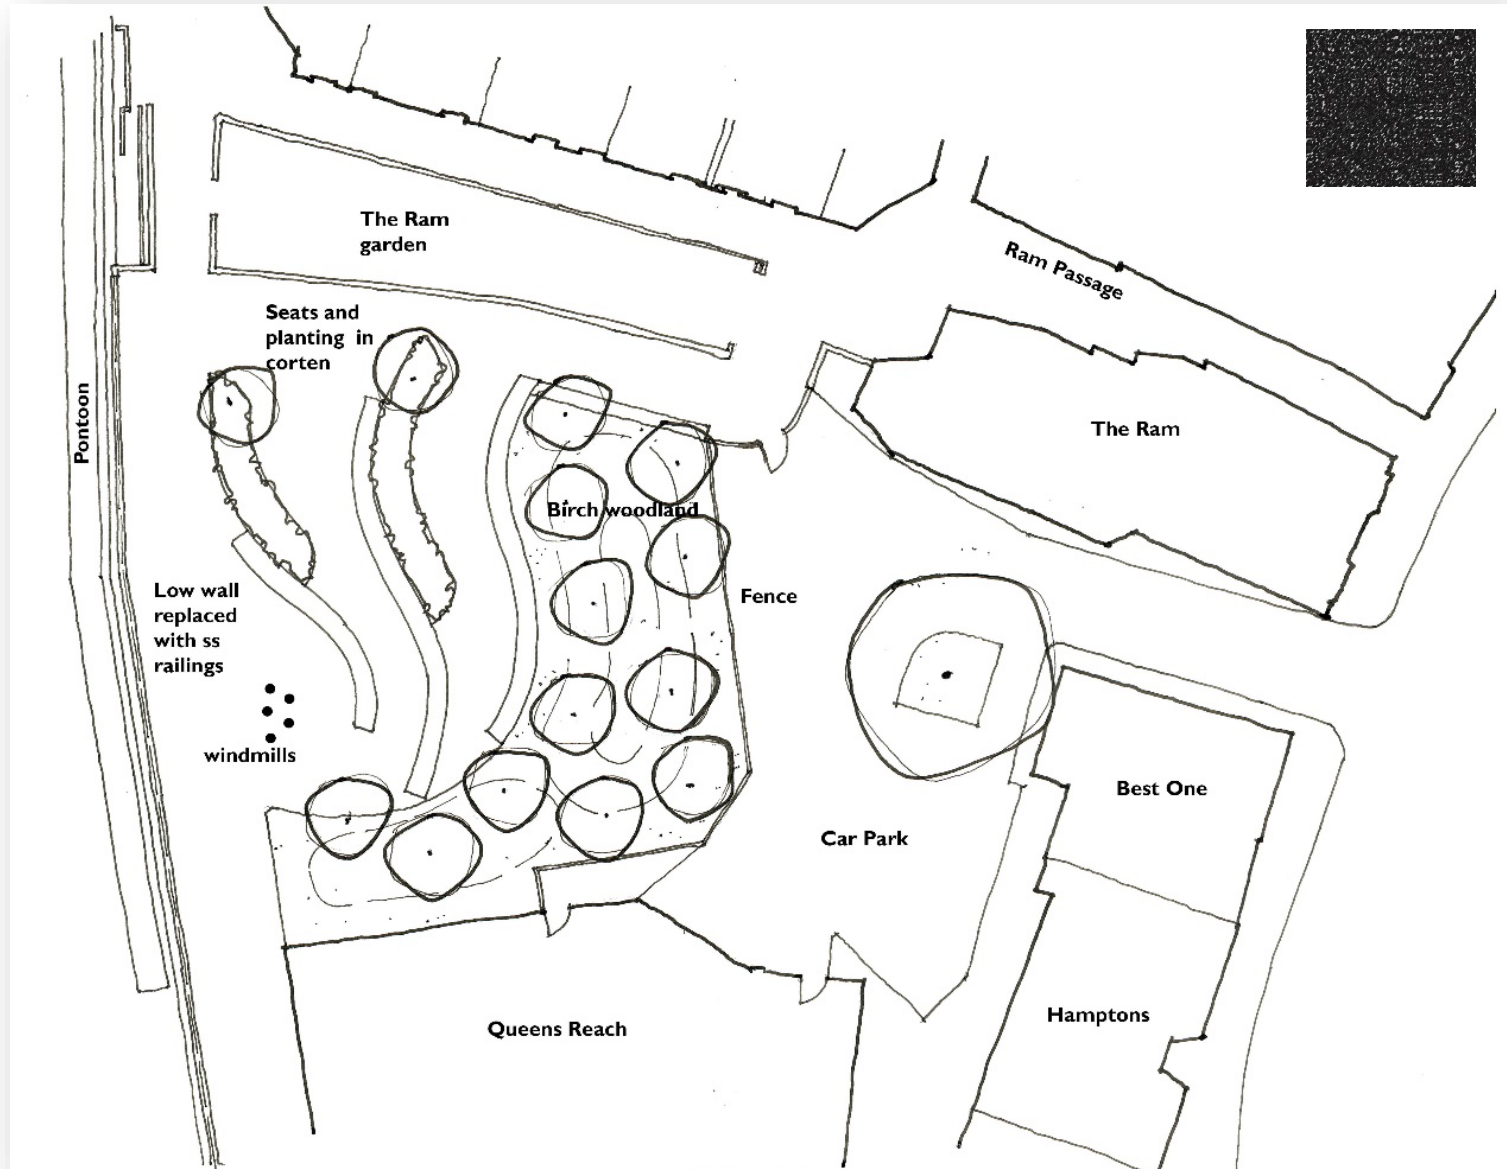 The Ram
garden
Ram Passage
Seats and
planting in
corten
Pontoon
The Ram
Birch woodland
Low wall
replaced
with ss
railings
Fence
windmills
Best One
Car Park
Hamptons
Queens Reach